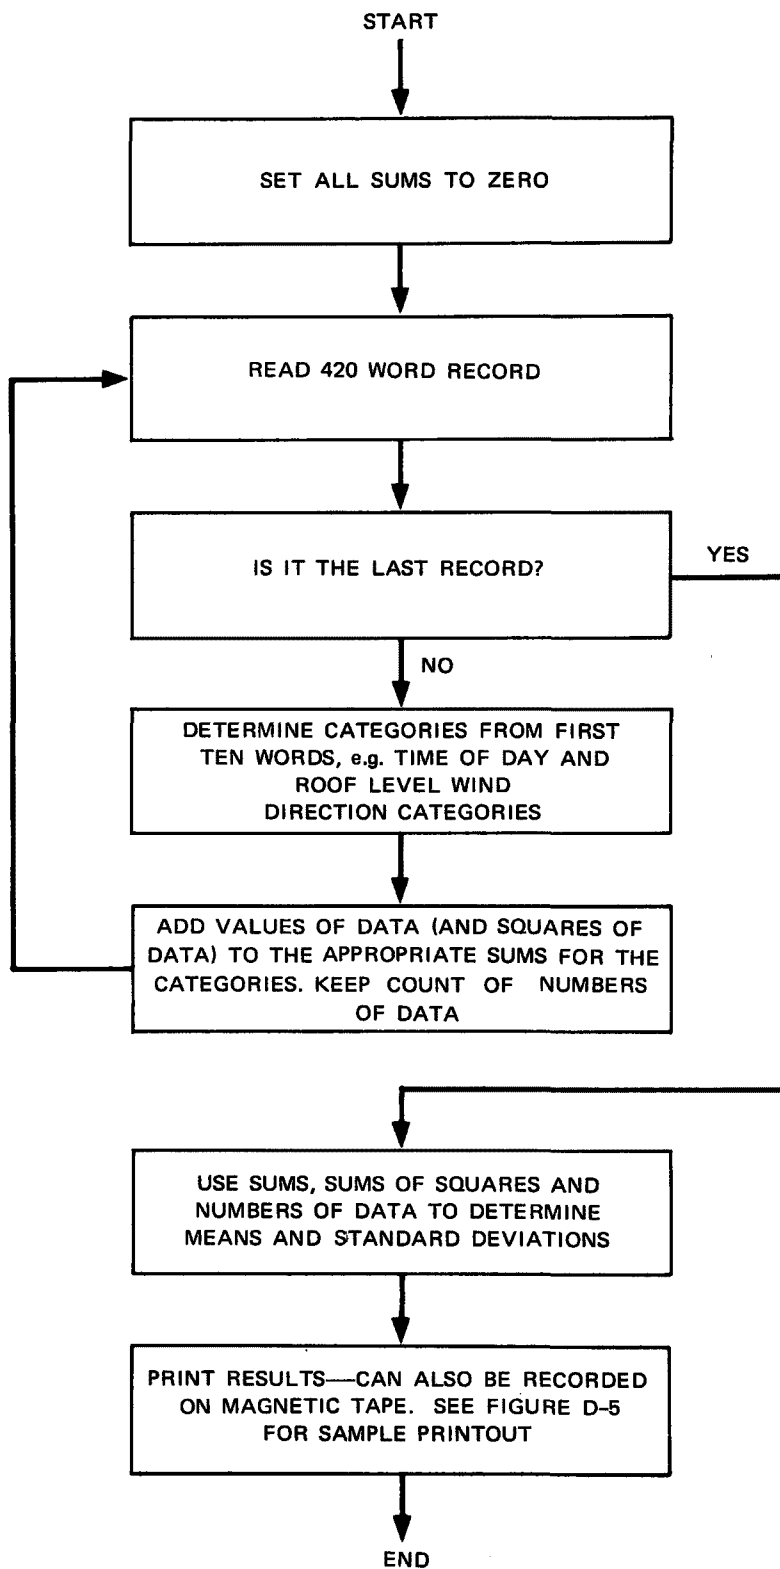 START
SET ALL SUMS TO ZERO
READ 420 WORD RECORD
IS IT THE LAST RECORD?
YES
NO
DETERMINE CATEGORIES FROM FIRST
TEN WORDS, e.g. TIME OF DAY AND
ROOF LEVEL WIND
DIRECTION CATEGORIES
ADD VALUES OF DATA (AND SQUARES OF
DATA) TO THE APPROPRIATE SUMS FOR THE
CATEGORIES. KEEP COUNT OF NUMBERS
OF DATA
USE SUMS, SUMS OF SQUARES AND
NUMBERS OF DATA TO DETERMINE
MEANS AND STANDARD DEVIATIONS
PRINT RESULTS—CAN ALSO BE RECORDED
ON MAGNETIC TAPE. SEE FIGURE D-5
FOR SAMPLE PRINTOUT
END